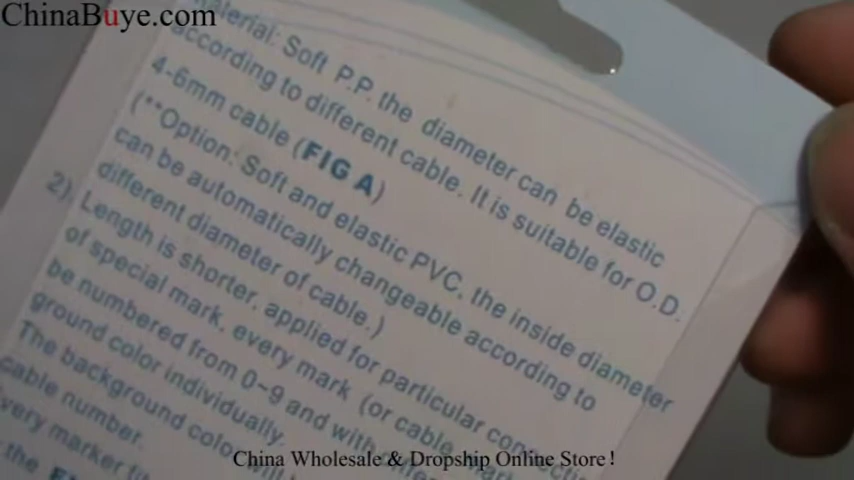 ChinaBuye.com
material: Soft P.P. the diameter can be elastic
according to different cable. It is suitable for O.D.
4-6mm cable (FIG A)
(**Option: Soft and elastic PVC, the inside diameter
can be automatically changeable according to
different diameter of cable.)
2) Length is shorter, applied for particular
of special mark, every mark (or cable
be numbered from 0~9 and with
ground color individually.
The background color
cable number.
every marker
the
China Wholesale & Dropship Online Store!